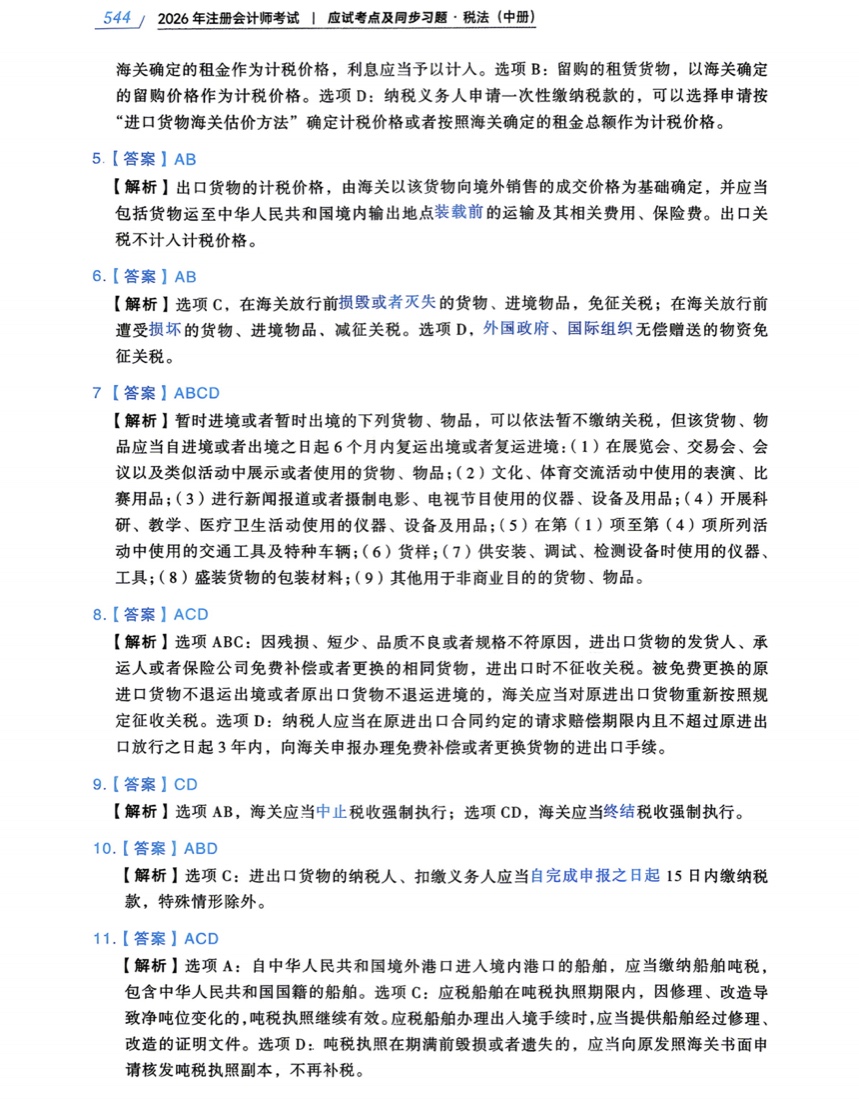 544 2026 年注册会计师考试 | 应试考点及同步习题·税法（中册）
海关确定的租金作为计税价格，利息应当予以计入。选项 B：留购的租赁货物，以海关确定
的留购价格作为计税价格。选项 D：纳税义务人申请一次性缴纳税款的，可以选择申请按
“进口货物海关估价方法”确定计税价格或者按照海关确定的租金总额作为计税价格。
5.【答案】AB
【解析】出口货物的计税价格，由海关以该货物向境外销售的成交价格为基础确定，并应当
包括货物运至中华人民共和国境内输出地点装载前的运输及其相关费用、保险费。出口关
税不计入计税价格。
6.【答案】AB
【解析】选项 C，在海关放行前损毁或者灭失的货物、进境物品，免征关税；在海关放行前
遭受损坏的货物、进境物品、减征关税。选项 D，外国政府、国际组织无偿赠送的物资免
征关税。
7【答案】ABCD
【解析】暂时进境或者暂时出境的下列货物、物品，可以依法暂不缴纳关税，但该货物、物
品应当自进境或者出境之日起 6 个月内复运出境或者复运进境：（1）在展览会、交易会、会
议以及类似活动中展示或者使用的货物、物品；（2）文化、体育交流活动中使用的表演、比
赛用品；（3）进行新闻报道或者摄制电影、电视节目使用的仪器、设备及用品；（4）开展科
研、教学、医疗卫生活动使用的仪器、设备及用品；（5）在第（1）项至第（4）项所列活
动中使用的交通工具及特种车辆；（6）货样；（7）供安装、调试、检测设备时使用的仪器、
工具；（8）盛装货物的包装材料；（9）其他用于非商业目的的货物、物品。
8.【答案】ACD
【解析】选项 ABC：因残损、短少、品质不良或者规格不符原因，进出口货物的发货人、承
运人或者保险公司免费补偿或者更换的相同货物，进出口时不征收关税。被免费更换的原
进口货物不退运出境或者原出口货物不退运进境的，海关应当对原进出口货物重新按照规
定征收关税。选项 D：纳税人应当在原进出口合同约定的请求赔偿期限内且不超过原进出
口放行之日起 3 年内，向海关申报办理免费补偿或者更换货物的进出口手续。
9.【答案】CD
【解析】选项 AB，海关应当中止税收强制执行；选项 CD，海关应当终结税收强制执行。
10.【答案】ABD
【解析】选项 C：进出口货物的纳税人、扣缴义务人应当自完成申报之日起 15 日内缴纳税
款，特殊情形除外。
11.【答案】ACD
【解析】选项 A：自中华人民共和国境外港口进入境内港口的船舶，应当缴纳船舶吨税，
包含中华人民共和国国籍的船舶。选项 C：应税船舶在吨税执照期限内，因修理、改造导
致净吨位变化的，吨税执照继续有效。应税船舶办理出入境手续时，应当提供船舶经过修理、
改造的证明文件。选项 D：吨税执照在期满前毁损或者遗失的，应当向原发照海关书面申
请核发吨税执照副本，不再补税。